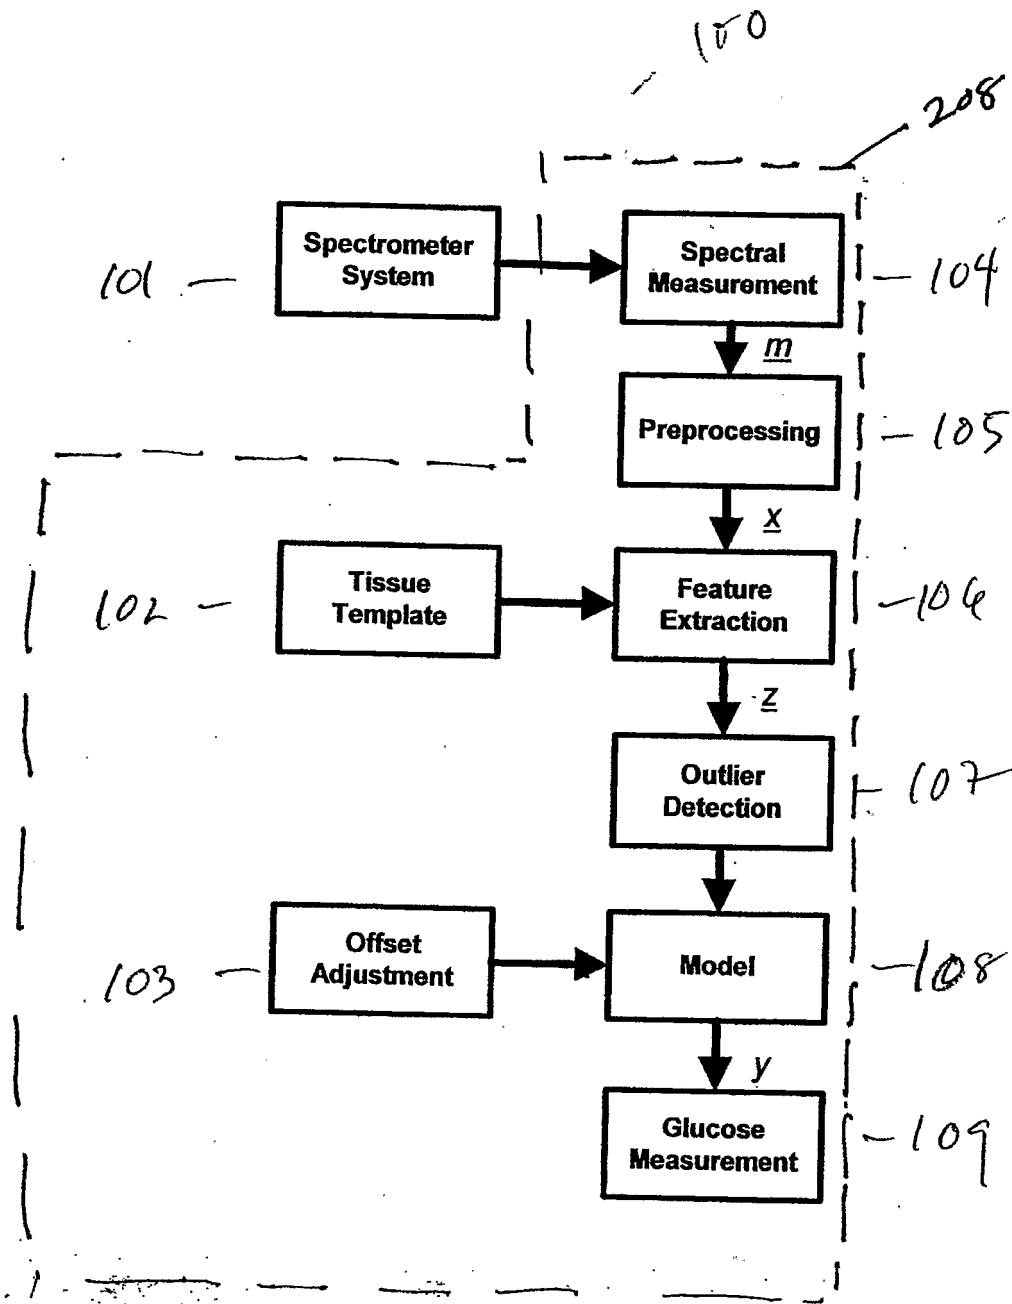 100
208
Spectrometer
System
Spectral
Measurement
101
104
m
Preprocessing
105
x
Tissue
Template
Feature
Extraction
102
106
z
Outlier
Detection
107
Offset
Adjustment
Model
103
108
y
Glucose
Measurement
109